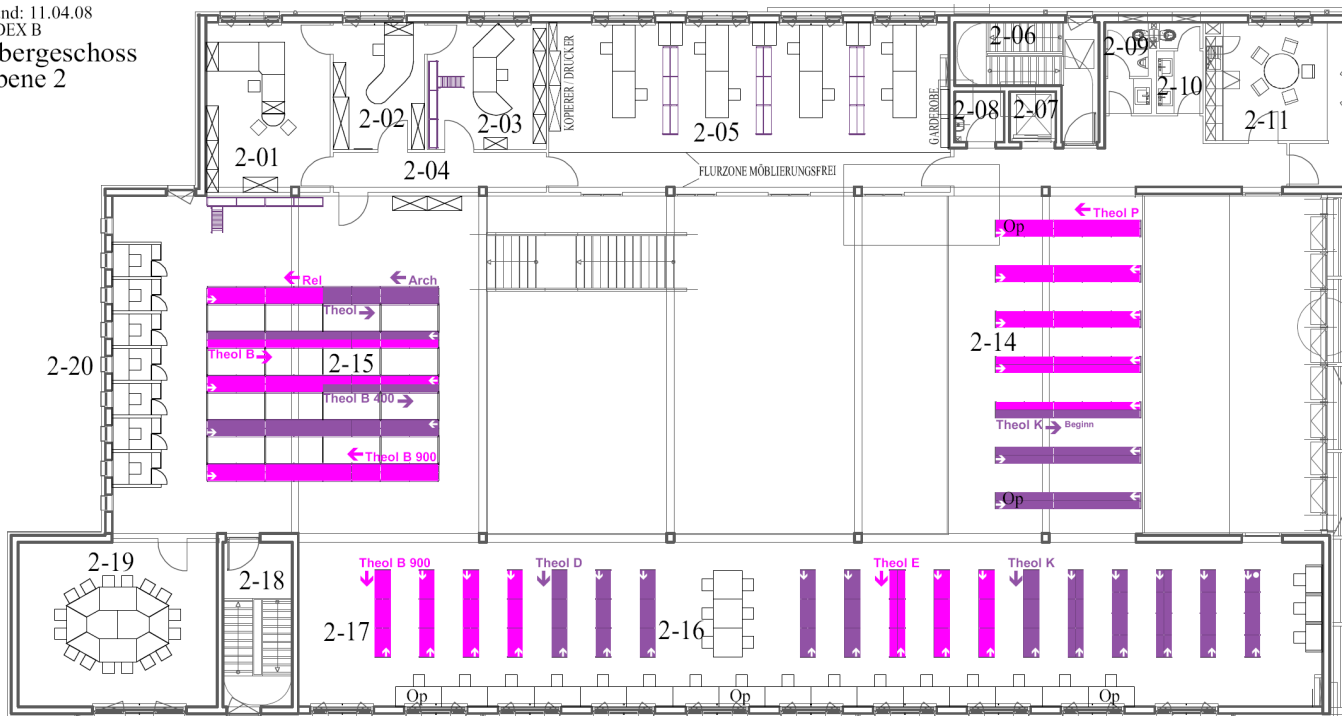 nd: 11.04.08
DEX B
bergeschoss
bene 2
2-01
2-02
2-03
2-04
KOPIERER / DRUCKER
2-05
GARDEROBE
FLURZONE MÖBLIERUNGSFREI
2-06
2-08
2-07
2-09
2-10
2-11
Theol P
Op
Rel
Arch
Theol
Theol B
2-15
Theol B 400
Theol B 900
2-20
2-14
Theol K
Beginn
Op
2-19
2-18
Theol B 900
Theol D
Theol E
Theol K
2-17
2-16
Op
Op
Op